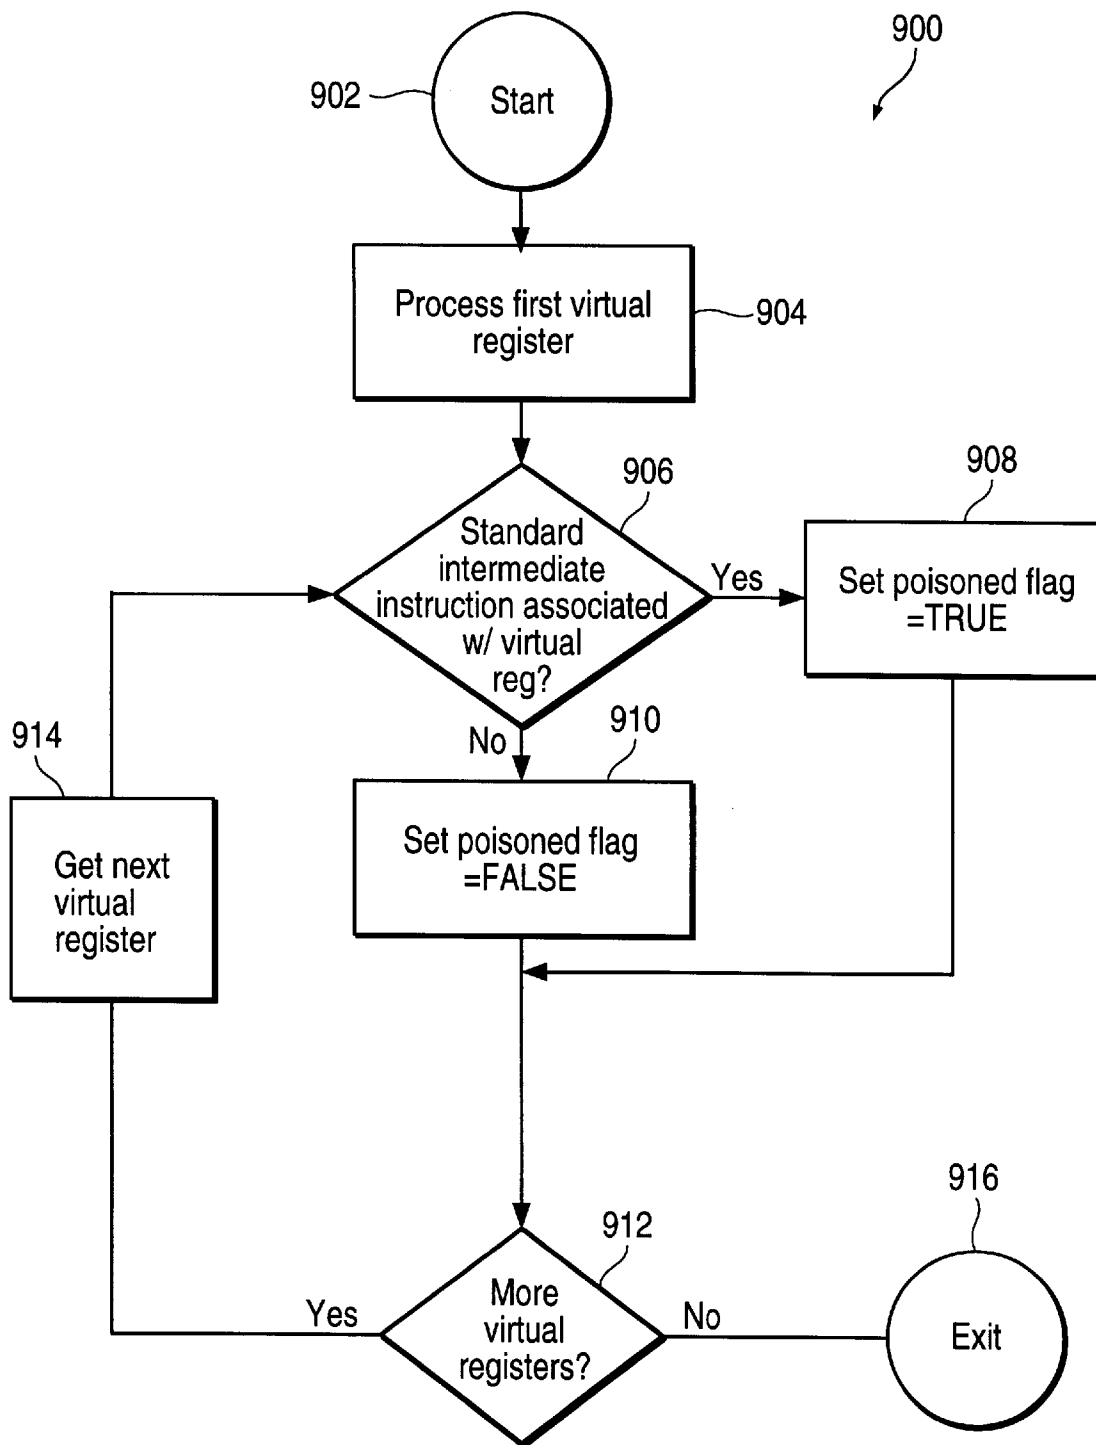 900
902
Start
Process first virtual
register
904
906
Standard
intermediate
instruction associated
w/ virtual
reg?
Yes
908
Set poisoned flag
=TRUE
No
910
Set poisoned flag
=FALSE
914
Get next
virtual
register
912
More
virtual
registers?
Yes
No
916
Exit